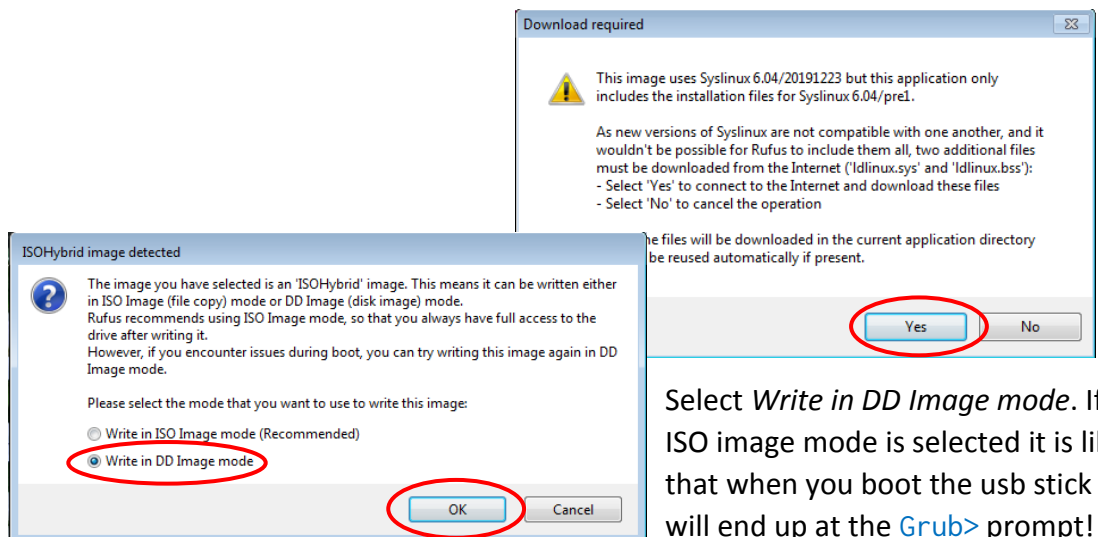 Download required
This image uses Syslinux 6.04/20191223 but this application only
includes the installation files for Syslinux 6.04/pre1.
As new versions of Syslinux are not compatible with one another, and it
wouldn't be possible for Rufus to include them all, two additional files
must be downloaded from the Internet ('ldlinux.sys' and 'ldlinux.bss'):
- Select 'Yes' to connect to the Internet and download these files
- Select 'No' to cancel the operation
files will be downloaded in the current application directory
be reused automatically if present.
Yes No
ISOHybrid image detected
The image you have selected is an 'ISOHybrid' image. This means it can be written either
in ISO Image (file copy) mode or DD Image (disk image) mode.
Rufus recommends using ISO Image mode, so that you always have full access to the
drive after writing it.
However, if you encounter issues during boot, you can try writing this image again in DD
Image mode.
Please select the mode that you want to use to write this image:
Write in ISO Image mode (Recommended)
Write in DD Image mode
OK Cancel
Select Write in DD Image mode. If
ISO image mode is selected it is
that when you boot the usb stick
will end up at the Grub> prompt!